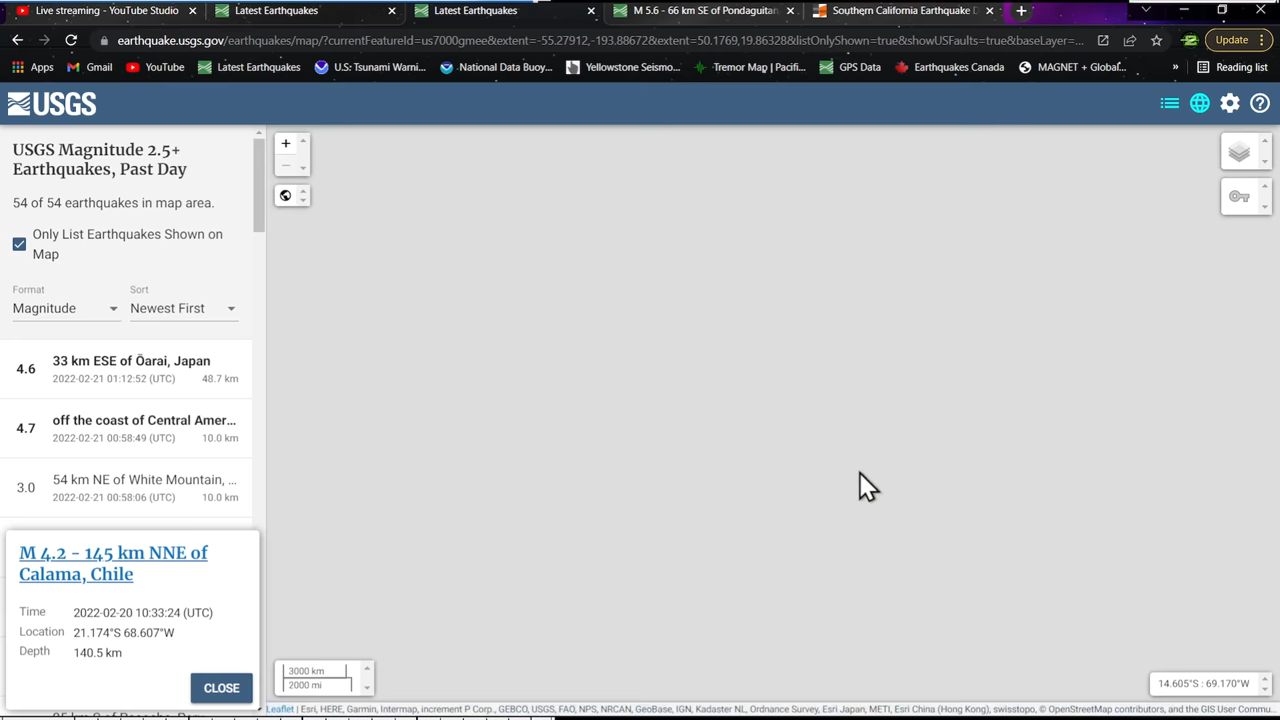 Live streaming - YouTube Studio
Latest Earthquakes
Latest Earthquakes
M 5.6 - 66 km SE of Pondaguitan
Southern California Earthquake D
earthquake.usgs.gov/earthquakes/map/?currentFeatureId=us7000gmea&extent=-55.27912,-193.88672&extent=50.1769,19.86328&listOnlyShown=true&showUSFaults=true&baseLayer=...
Update
Apps
Gmail
YouTube
Latest Earthquakes
U.S: Tsunami Warni...
National Data Buoy...
Yellowstone Seismo...
Tremor Map | Pacifi...
GPS Data
Earthquakes Canada
MAGNET + Global...
»
Reading list
USGS
USGS Magnitude 2.5+
Earthquakes, Past Day
54 of 54 earthquakes in map area.
Only List Earthquakes Shown on
Map
Format
Sort
Magnitude
Newest First
4.6
33 km ESE of Ōarai, Japan
2022-02-21 01:12:52 (UTC)
48.7 km
4.7
off the coast of Central Amer...
2022-02-21 00:58:49 (UTC)
10.0 km
3.0
54 km NE of White Mountain, ...
2022-02-21 00:58:06 (UTC)
10.0 km
M 4.2 - 145 km NNE of
Calama, Chile
Time
2022-02-20 10:33:24 (UTC)
Location
21.174°S 68.607°W
Depth
140.5 km
CLOSE
+
−
3000 km
2000 mi
14.605°S : 69.170°W
Leaflet | Esri, HERE, Garmin, Intermap, increment P Corp., GEBCO, USGS, FAO, NPS, NRCAN, GeoBase, IGN, Kadaster NL, Ordnance Survey, Esri Japan, METI, Esri China (Hong Kong), swisstopo, © OpenStreetMap contributors, and the GIS User Commu...